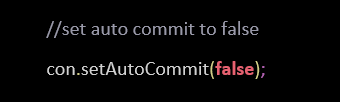 //set auto commit to false
con.setAutoCommit(false);